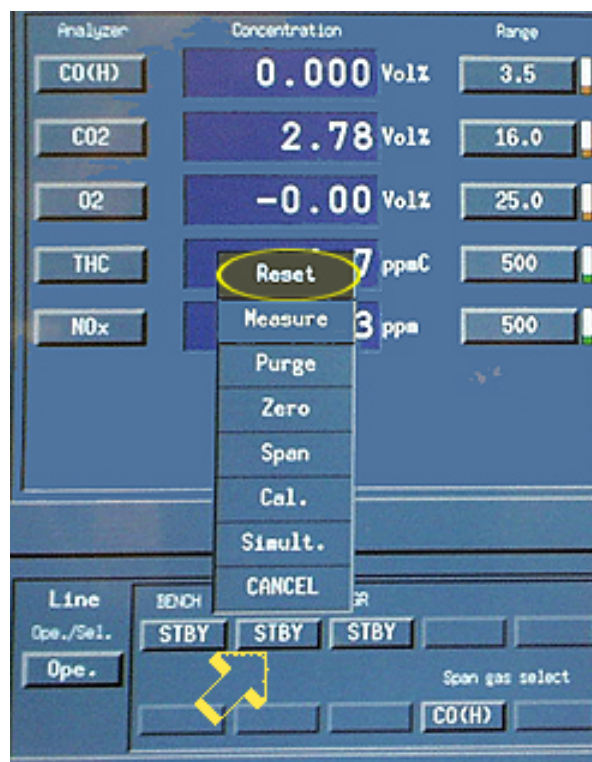 Analyzer Concentration Range
CO(H) 0.000 Vol% 3.5
CO2 2.78 Vol% 16.0
O2 -0.00 Vol% 25.0
THC 7 ppmC 500
NOx 3 ppm 500
Reset
Measure
Purge
Zero
Span
Cal.
Simult.
CANCEL
Line BENCH
Ope./Sel. STBY STBY STBY
Ope.
Span gas select
CO(H)